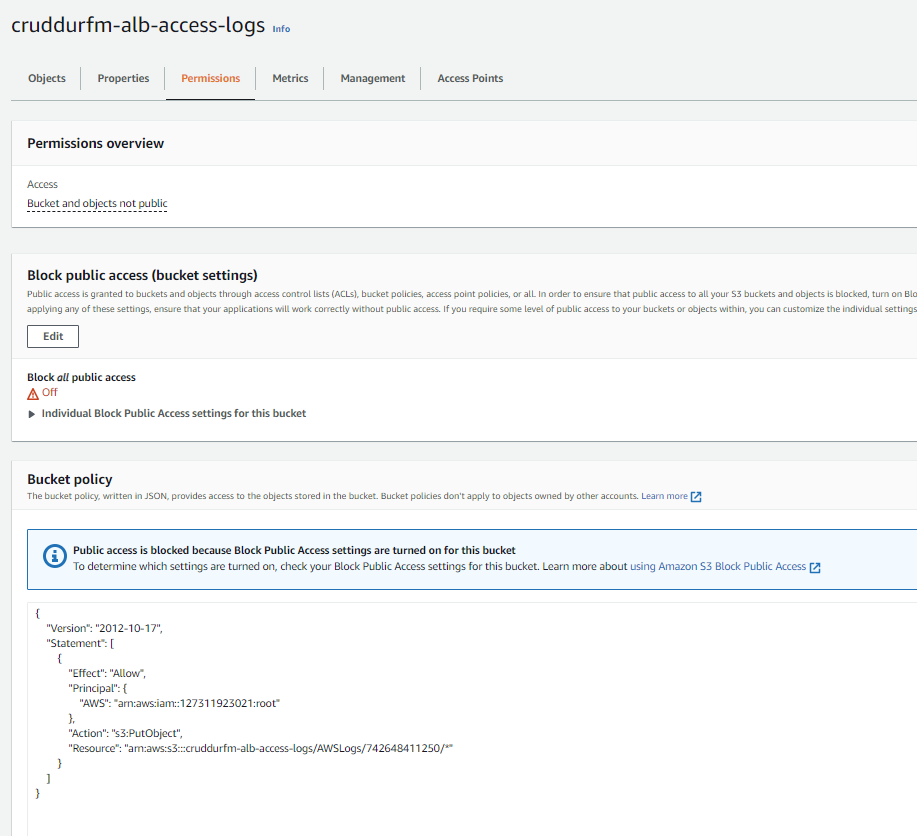 cruddurfm-alb-access-logs Info
Objects Properties Permissions Metrics Management Access Points
Permissions overview
Access
Bucket and objects not public
Block public access (bucket settings)
Public access is granted to buckets and objects through access control lists (ACLs), bucket policies, access point policies, or all. In order to ensure that public access to all your S3 buckets and objects is blocked, turn on Blo
applying any of these settings, ensure that your applications will work correctly without public access. If you require some level of public access to your buckets or objects within, you can customize the individual settings
Edit
Block all public access
Off
Individual Block Public Access settings for this bucket
Bucket policy
The bucket policy, written in JSON, provides access to the objects stored in the bucket. Bucket policies don't apply to objects owned by other accounts. Learn more
Public access is blocked because Block Public Access settings are turned on for this bucket
To determine which settings are turned on, check your Block Public Access settings for this bucket. Learn more about using Amazon S3 Block Public Access
{
"Version": "2012-10-17",
"Statement": [
{
"Effect": "Allow",
"Principal": {
"AWS": "arn:aws:iam::127311923021:root"
},
"Action": "s3:PutObject",
"Resource": "arn:aws:s3:::cruddurfm-alb-access-logs/AWSLogs/742648411250/*"
}
]
}